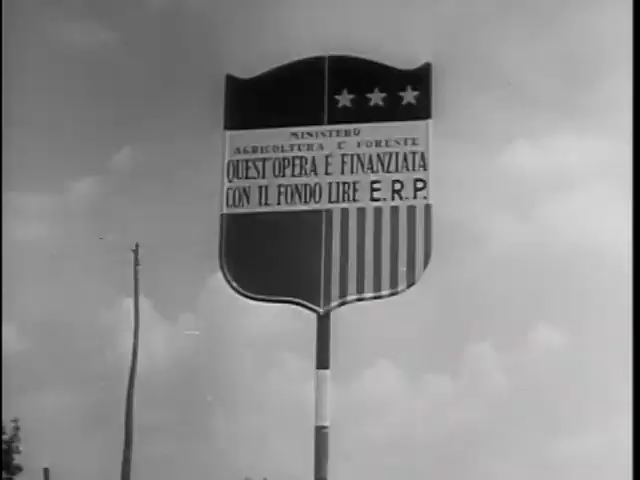 MINISTERO
AGRICOLTURA E FORESTE
QUEST'OPERA È FINANZIATA
CON IL FONDO LIRE E.R.P.